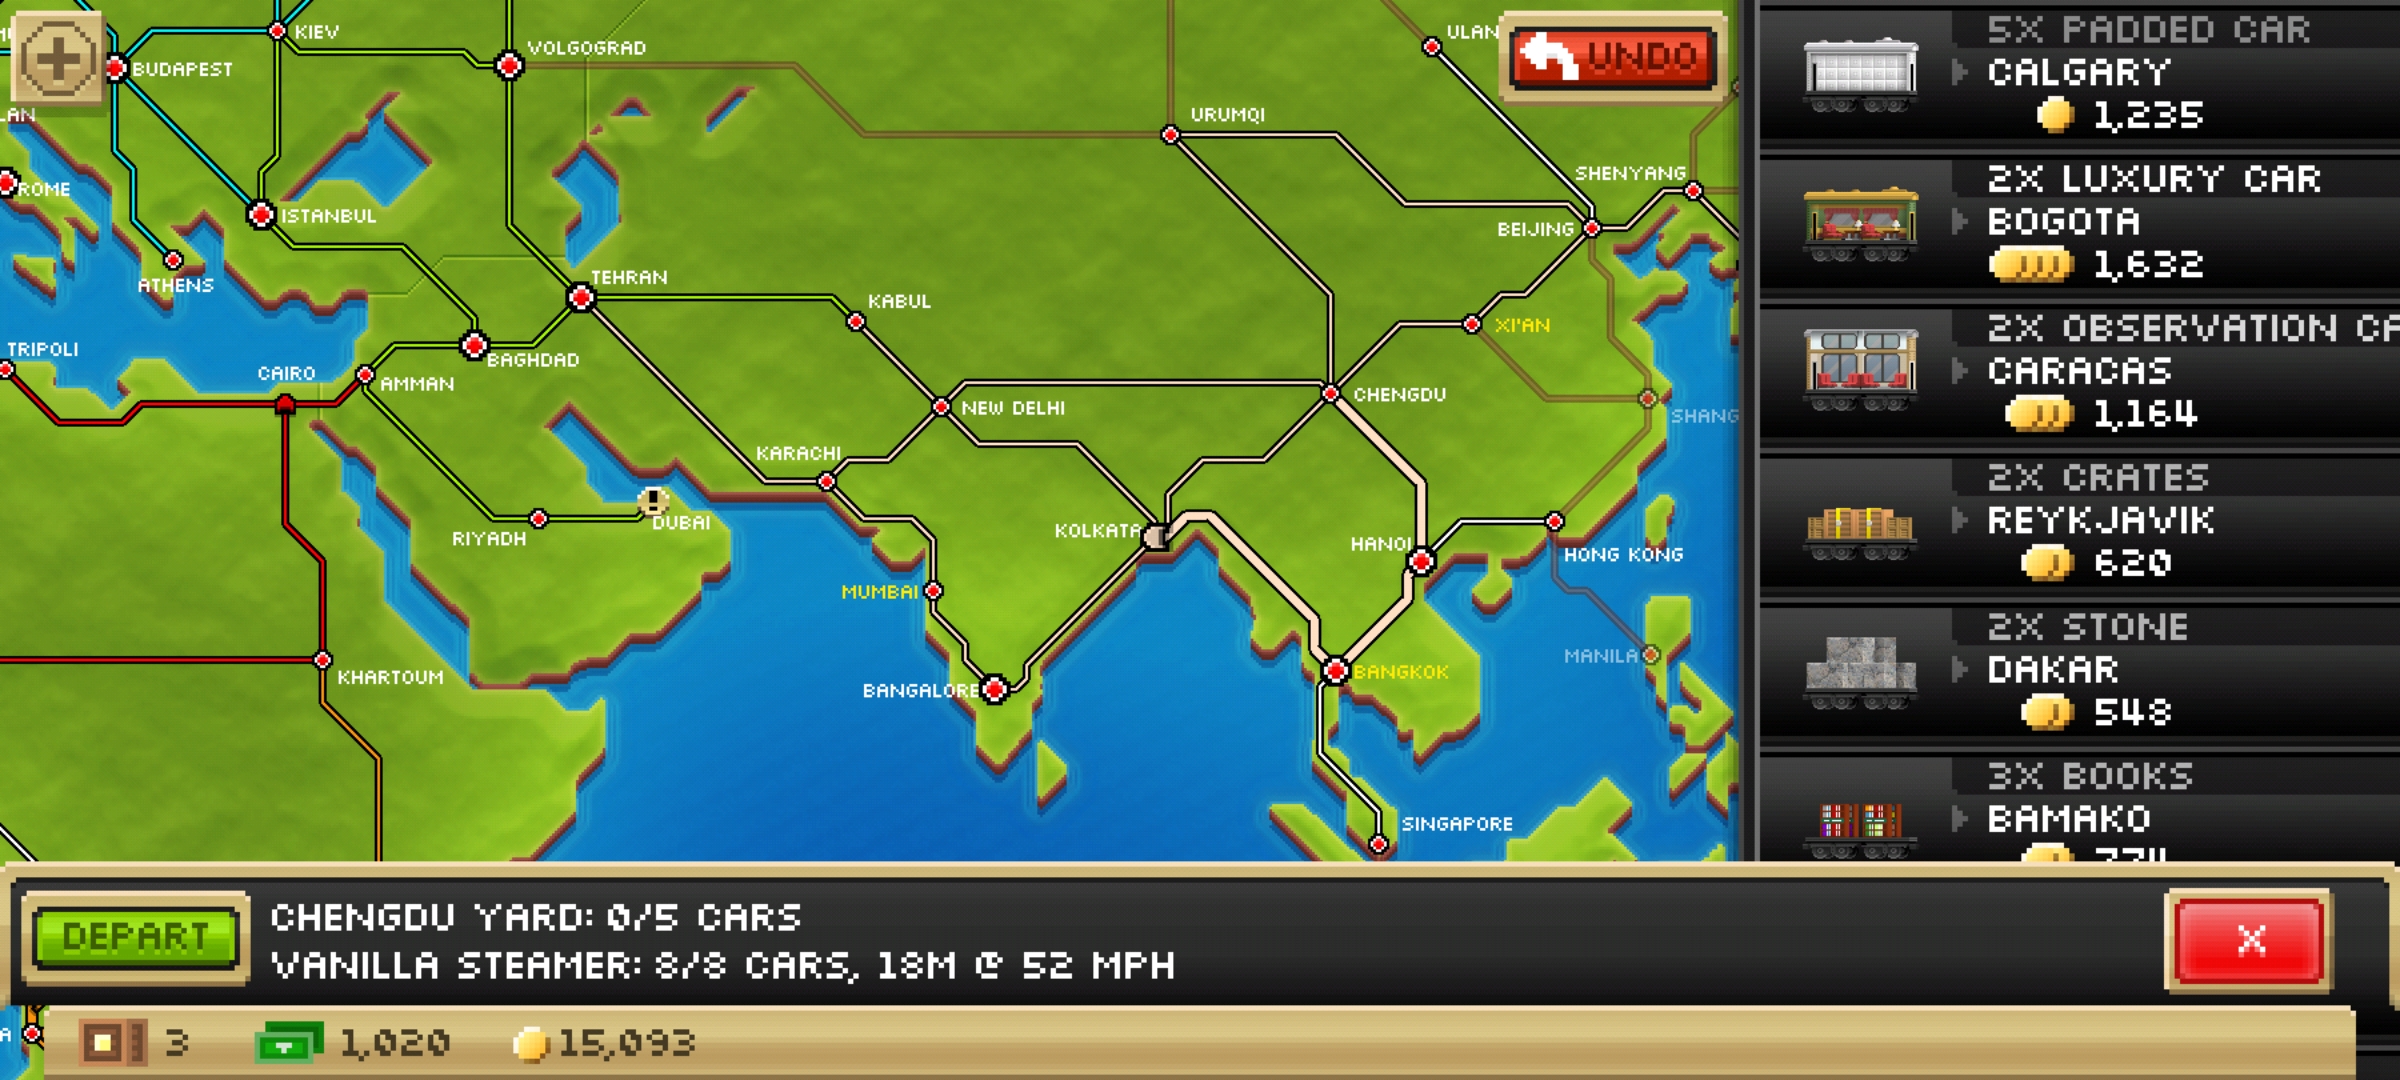 KIEV
VOLGOGRAD
BUDAPEST
ULAN
UNDO
URUMQI
SHENYANG
BEIJING
ROME
ISTANBUL
ATHENS
TEHRAN
KABUL
XI'AN
TRIPOLI
CAIRO
AMMAN
BAGHDAD
NEW DELHI
CHENGDU
SHANG
KARACHI
RIYADH
DUBAI
KOLKATA
HANOI
HONG KONG
MUMBAI
MANILA
KHARTOUM
BANGALORE
BANGKOK
SINGAPORE
5X PADDED CAR
CALGARY
1,235
2X LUXURY CAR
BOGOTA
1,632
2X OBSERVATION CA
CARACAS
1,164
2X CRATES
REYKJAVIK
620
2X STONE
DAKAR
548
3X BOOKS
BAMAKO
DEPART
CHENGDU YARD: 0/5 CARS
VANILLA STEAMER: 8/8 CARS, 18M @ 52 MPH
X
3
1,020
15,093